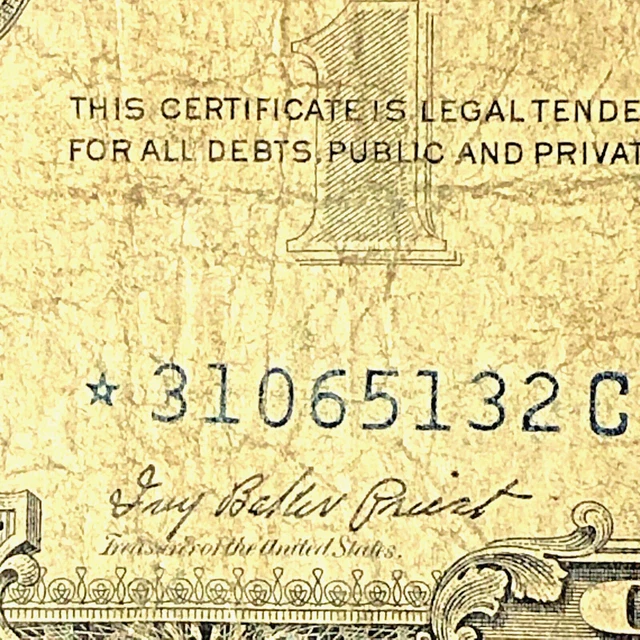 1
THIS CERTIFICATE IS LEGAL TENDE
FOR ALL DEBTS, PUBLIC AND PRIVAT
☆31065132C
Ivy Baker Priest
Treasurer of the United States.